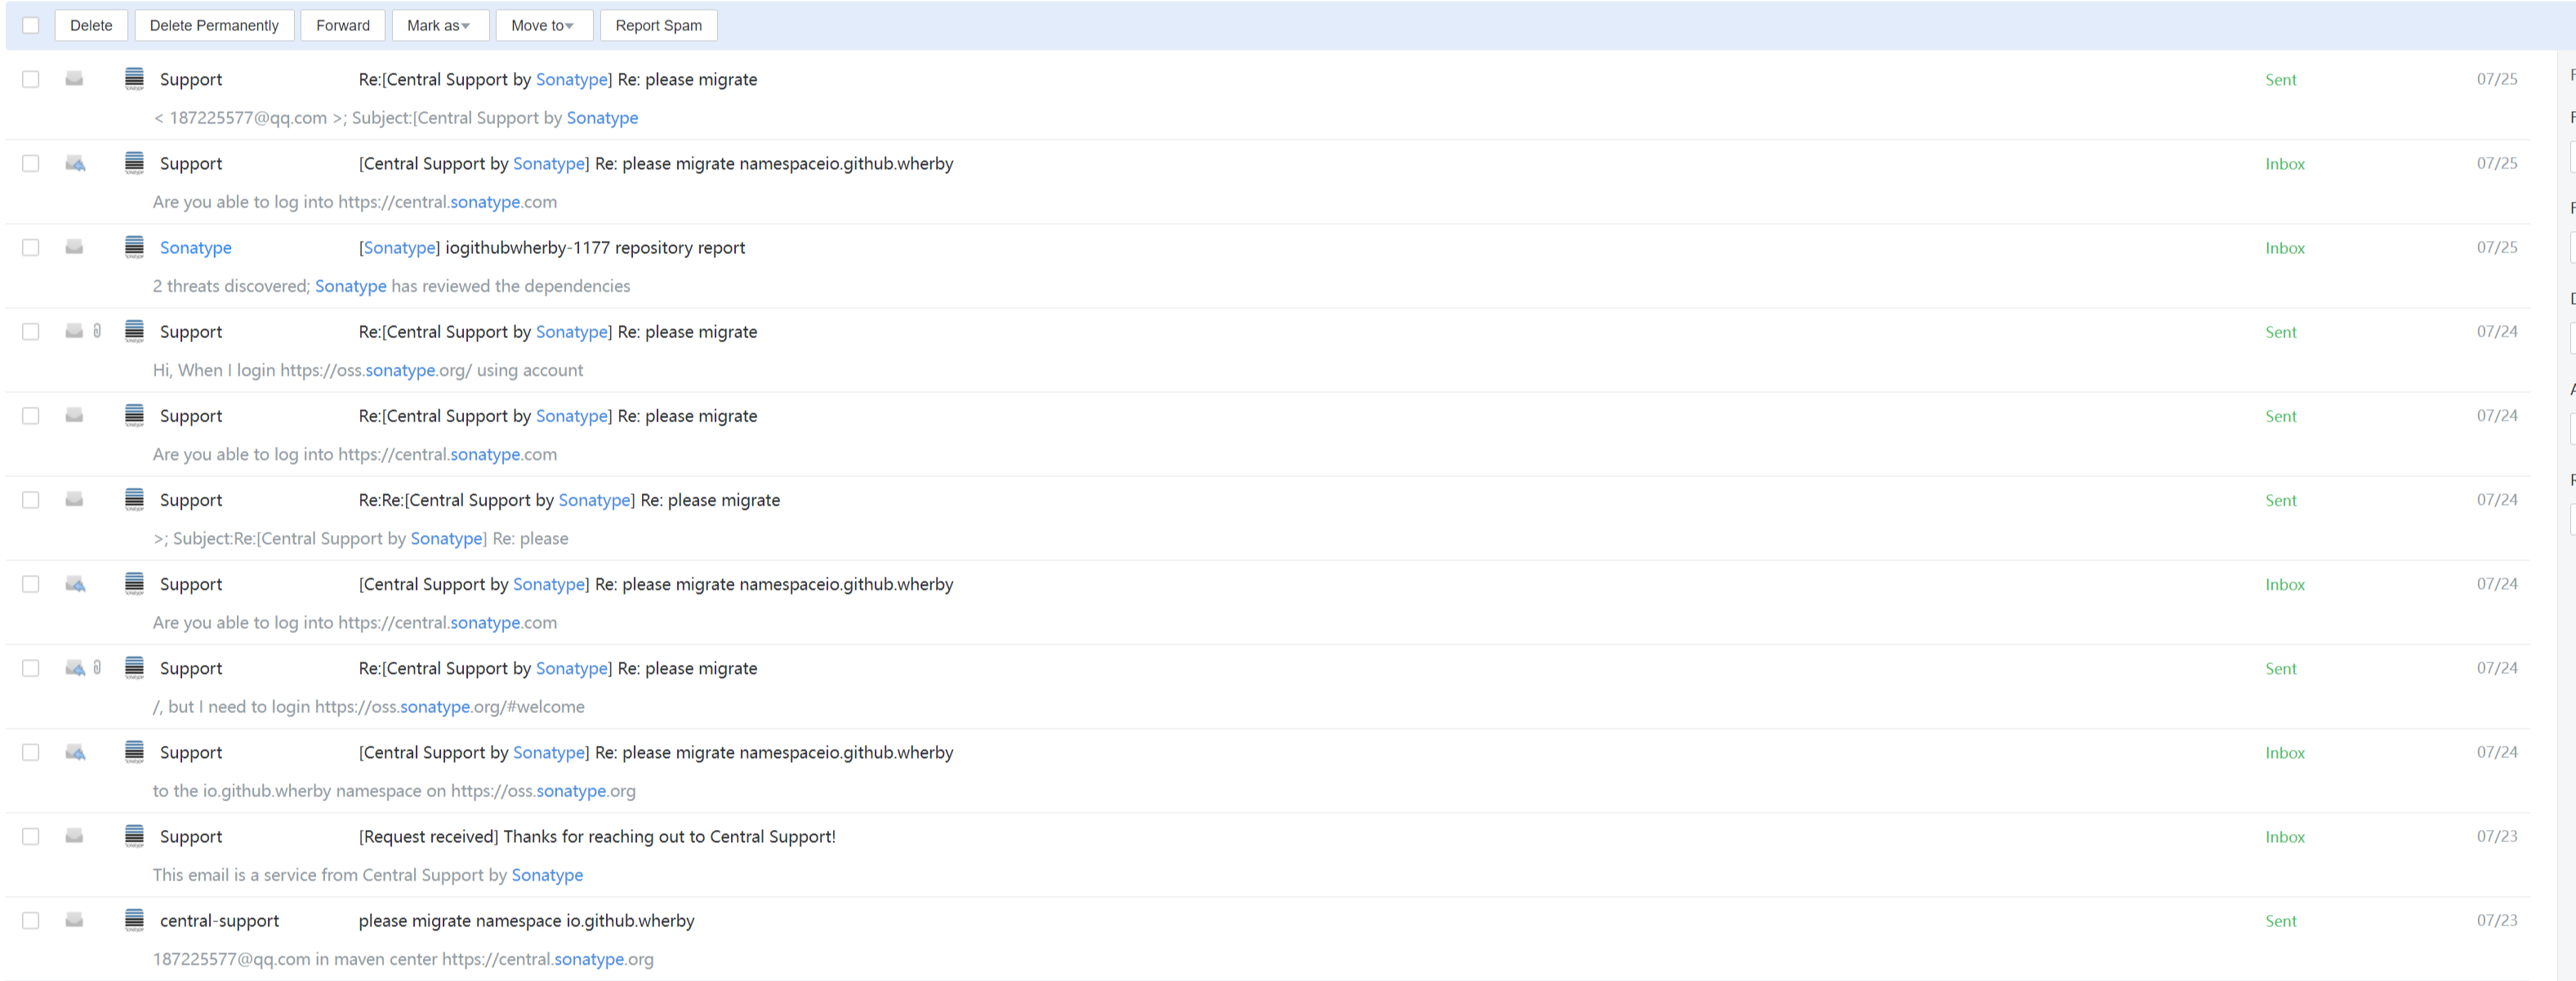 Delete Delete Permanently Forward Mark as Move to Report Spam
Support Re:[Central Support by Sonatype] Re: please migrate Sent 07/25
< 187225577@qq.com >; Subject:[Central Support by Sonatype
Support [Central Support by Sonatype] Re: please migrate namespaceio.github.wherby Inbox 07/25
Are you able to log into https://central.sonatype.com
Sonatype [Sonatype] iogithubwherby-1177 repository report Inbox 07/25
2 threats discovered; Sonatype has reviewed the dependencies
Support Re:[Central Support by Sonatype] Re: please migrate Sent 07/24
Hi, When I login https://oss.sonatype.org/ using account
Support Re:[Central Support by Sonatype] Re: please migrate Sent 07/24
Are you able to log into https://central.sonatype.com
Support Re:Re:[Central Support by Sonatype] Re: please migrate Sent 07/24
>; Subject:Re:[Central Support by Sonatype] Re: please
Support [Central Support by Sonatype] Re: please migrate namespaceio.github.wherby Inbox 07/24
Are you able to log into https://central.sonatype.com
Support Re:[Central Support by Sonatype] Re: please migrate Sent 07/24
/, but I need to login https://oss.sonatype.org/#welcome
Support [Central Support by Sonatype] Re: please migrate namespaceio.github.wherby Inbox 07/24
to the io.github.wherby namespace on https://oss.sonatype.org
Support [Request received] Thanks for reaching out to Central Support! Inbox 07/23
This email is a service from Central Support by Sonatype
central-support please migrate namespace io.github.wherby Sent 07/23
187225577@qq.com in maven center https://central.sonatype.org